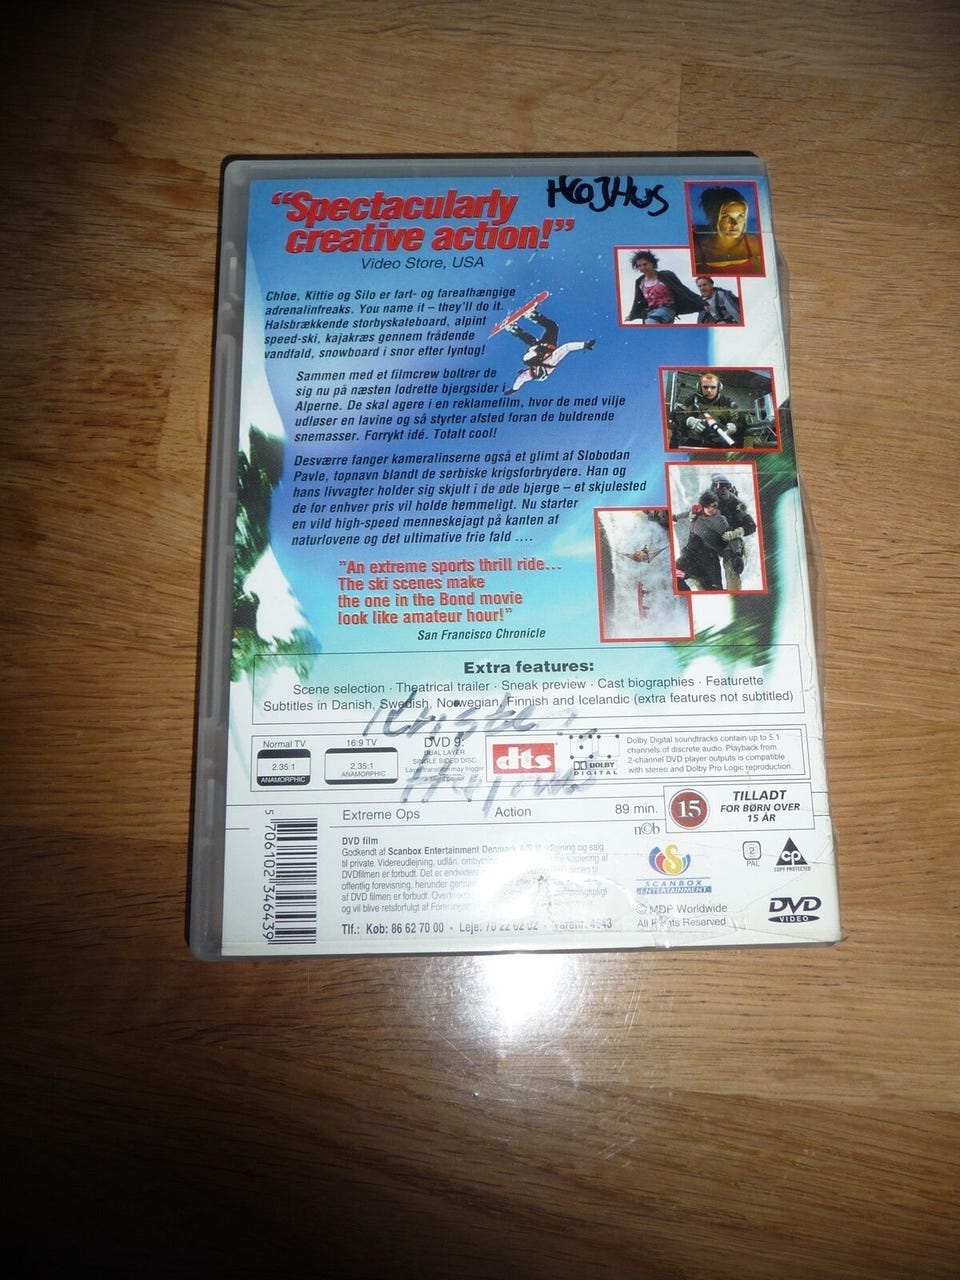 "Spectacularly
creative action!"
Video Store, USA
HØJHUS
Chloe, Kittie og Silo er fart- og fareafhængige
adrenalinfreaks. You name it – they'll do it.
Halsbrækkende storbyskateboard, alpint
speed-ski, kajakræs gennem frådende
vandfald, snowboard i snor efter lyntog!
Sammen med et filmcrew boltrer de
sig nu på næsten lodrette bjergsider i
Alperne. De skal agere i en reklamefilm, hvor de med vilje
udløser en lavine og så styrter afsted foran de buldrende
snemasser. Forrykt idé. Totalt cool!
Desværre fanger kameralinserne også et glimt af Slobodan
Pavle, topnavn blandt de serbiske krigsforbrydere. Han og
hans livvagter holder sig skjult i de øde bjerge – et skjulested
de for enhver pris vil holde hemmeligt. Nu starter
en vild high-speed menneskejagt på kanten af
naturlovene og det ultimative frie fald ....
"An extreme sports thrill ride...
The ski scenes make
the one in the Bond movie
look like amateur hour!"
San Francisco Chronicle
Extra features:
Scene selection · Theatrical trailer · Sneak preview · Cast biographies · Featurette
Subtitles in Danish, Swedish, Norwegian, Finnish and Icelandic (extra features not subtitled)
Normal TV
2.35:1
ANAMORPHIC
16:9 TV
2.35:1
ANAMORPHIC
DVD 9:
DUAL LAYER
SINGLE SIDED DISC
Layer transition may trigger
dts
DOLBY
DIGITAL
Dolby Digital soundtracks contain up to 5.1
channels of discrete audio. Playback from
2-channel DVD player outputs is compatible
with stereo and Dolby Pro Logic reproduction.
Extreme Ops
Action
89 min.
15
TILLADT
FOR BØRN OVER
15 ÅR
n©b
5 706102 346439
DVD film
Godkendt af Scanbox Entertainment Denmark A/S til udlejning og salg
til privat. Videreudlejning, udlån,
DVDfilmen er forbudt.
offentlig forevisning, herunder
af DVD filmen er forbudt.
og vil blive retsforfulgt af
Tlf.: Køb: 86 62 70 00 · Leje: 70 22 62 02 · Varenr. 4643
SCANBOX
ENTERTAINMENT
© MDP Worldwide
All Rights Reserved
2
PAL
CP
COPY PROTECTED
DVD
VIDEO